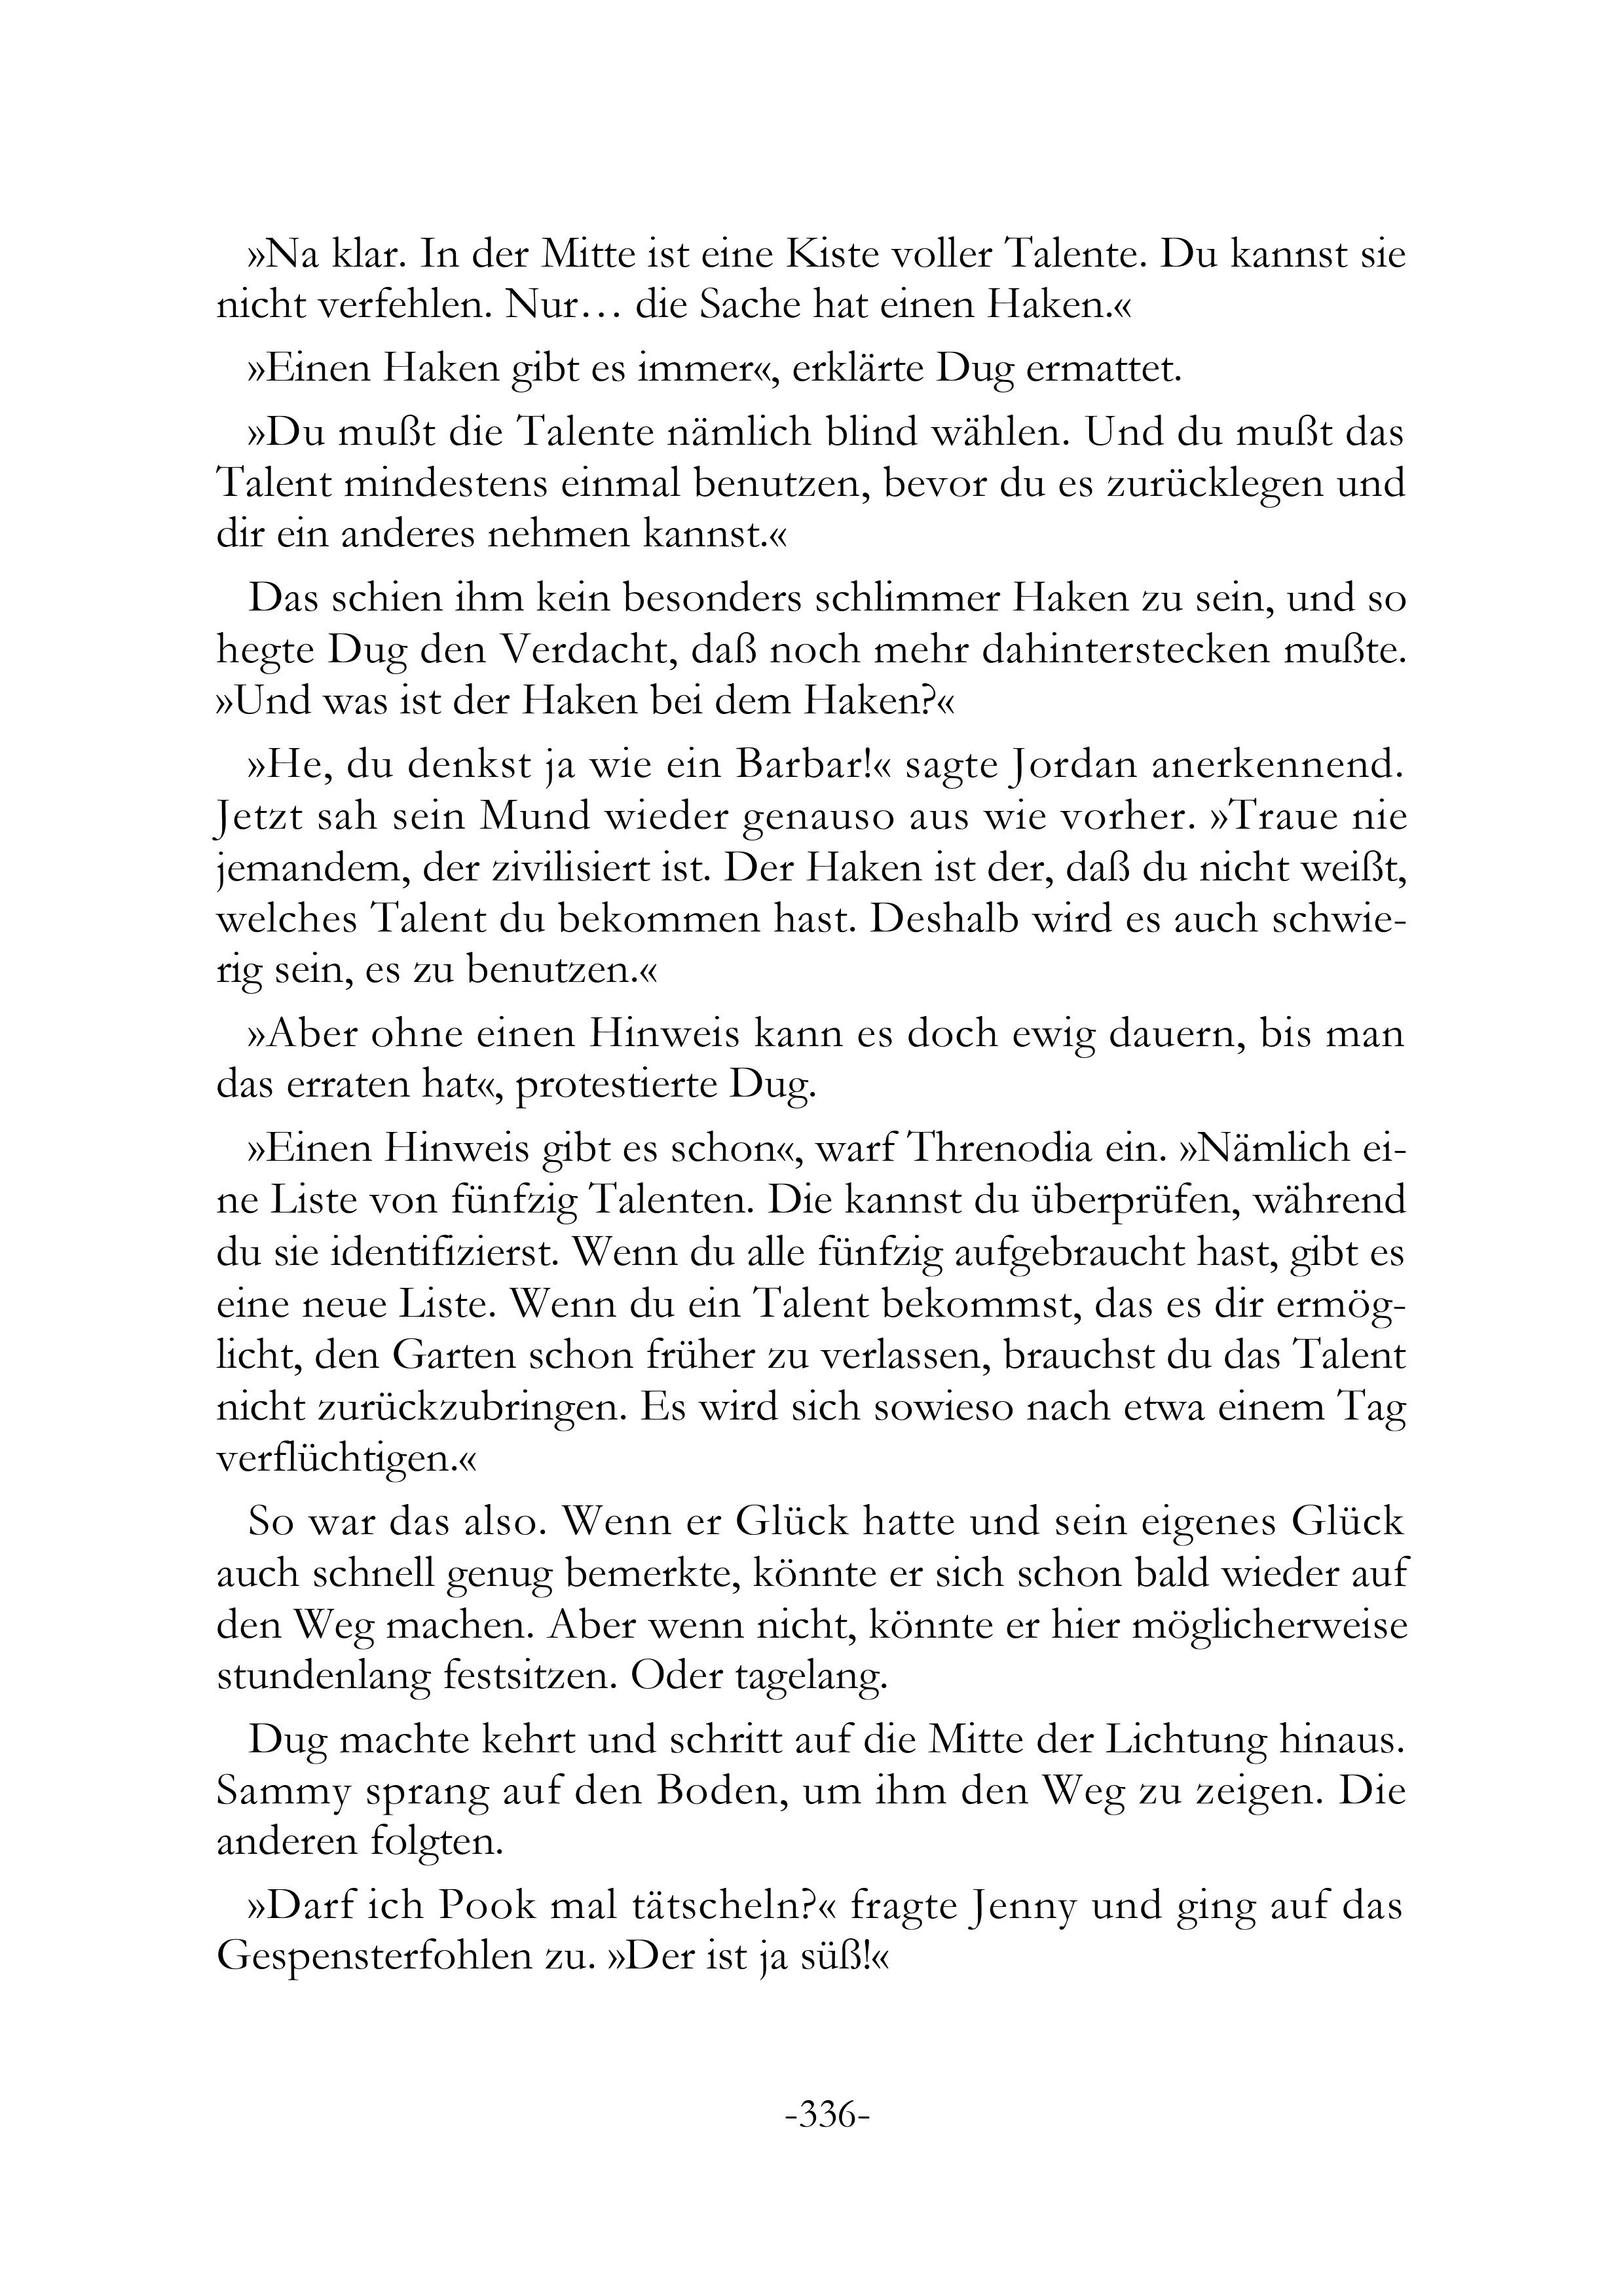 »Na klar. In der Mitte ist eine Kiste voller Talente. Du kannst sie
nicht verfehlen. Nur… die Sache hat einen Haken.«
»Einen Haken gibt es immer«, erklärte Dug ermattet.
»Du mußt die Talente nämlich blind wählen. Und du mußt das
Talent mindestens einmal benutzen, bevor du es zurücklegen und
dir ein anderes nehmen kannst.«
Das schien ihm kein besonders schlimmer Haken zu sein, und so
hegte Dug den Verdacht, daß noch mehr dahinterstecken mußte.
»Und was ist der Haken bei dem Haken?«
»He, du denkst ja wie ein Barbar!« sagte Jordan anerkennend.
Jetzt sah sein Mund wieder genauso aus wie vorher. »Traue nie
jemandem, der zivilisiert ist. Der Haken ist der, daß du nicht weißt,
welches Talent du bekommen hast. Deshalb wird es auch schwie-
rig sein, es zu benutzen.«
»Aber ohne einen Hinweis kann es doch ewig dauern, bis man
das erraten hat«, protestierte Dug.
»Einen Hinweis gibt es schon«, warf Threnodia ein. »Nämlich ei-
ne Liste von fünfzig Talenten. Die kannst du überprüfen, während
du sie identifizierst. Wenn du alle fünfzig aufgebraucht hast, gibt es
eine neue Liste. Wenn du ein Talent bekommst, das es dir ermög-
licht, den Garten schon früher zu verlassen, brauchst du das Talent
nicht zurückzubringen. Es wird sich sowieso nach etwa einem Tag
verflüchtigen.«
So war das also. Wenn er Glück hatte und sein eigenes Glück
auch schnell genug bemerkte, könnte er sich schon bald wieder auf
den Weg machen. Aber wenn nicht, könnte er hier möglicherweise
stundenlang festsitzen. Oder tagelang.
Dug machte kehrt und schritt auf die Mitte der Lichtung hinaus.
Sammy sprang auf den Boden, um ihm den Weg zu zeigen. Die
anderen folgten.
»Darf ich Pook mal tätscheln?« fragte Jenny und ging auf das
Gespensterfohlen zu. »Der ist ja süß!«
-336-